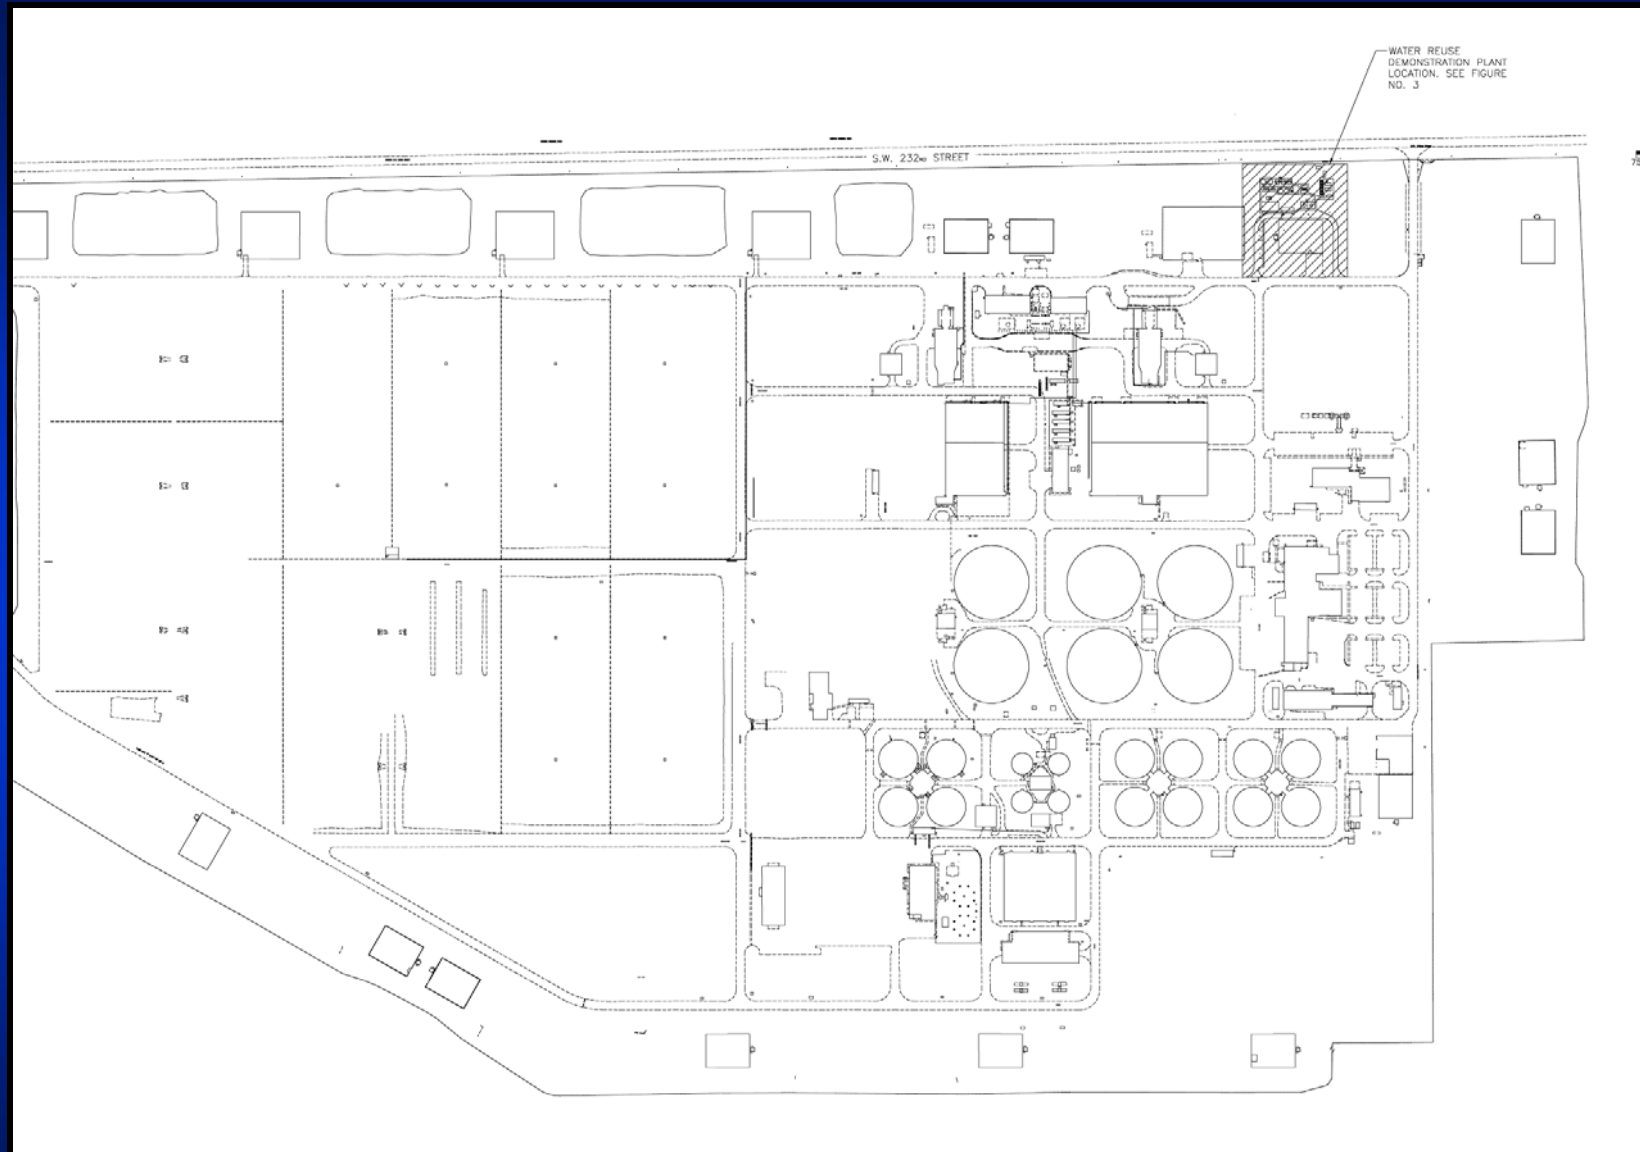 WATER REUSE
DEMONSTRATION PLANT
LOCATION. SEE FIGURE
NO. 3
S.W. 232ND STREET